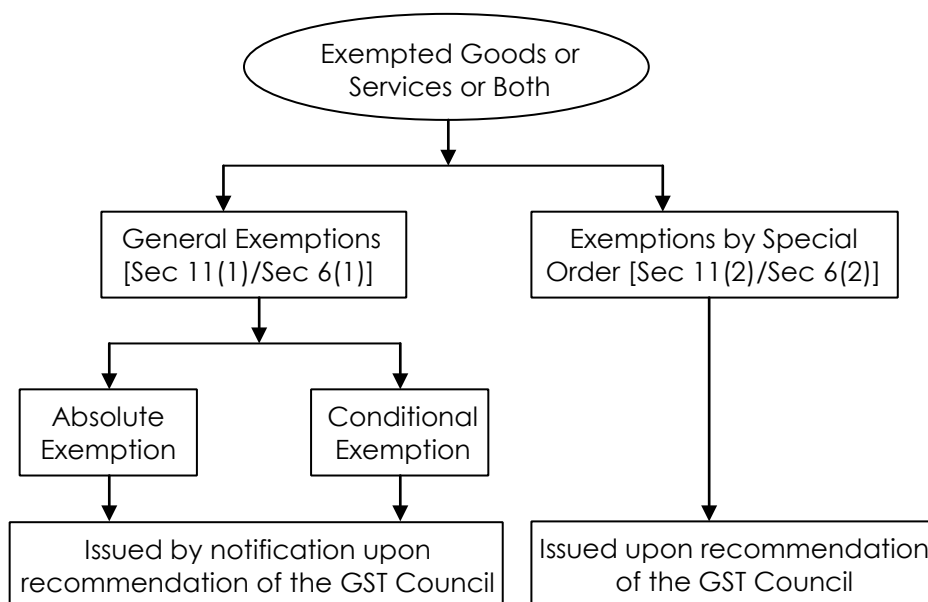 Exempted Goods or
Services or Both
General Exemptions
[Sec 11(1)/Sec 6(1)]
Exemptions by Special
Order [Sec 11(2)/Sec 6(2)]
Absolute
Exemption
Conditional
Exemption
Issued by notification upon
recommendation of the GST Council
Issued upon recommendation
of the GST Council